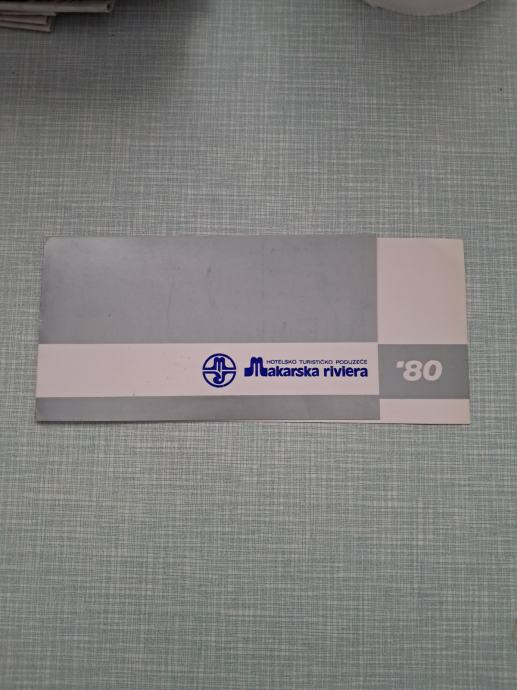 HOTELSKO TURISTIČKO PODUZEĆE
Makarska riviera
'80